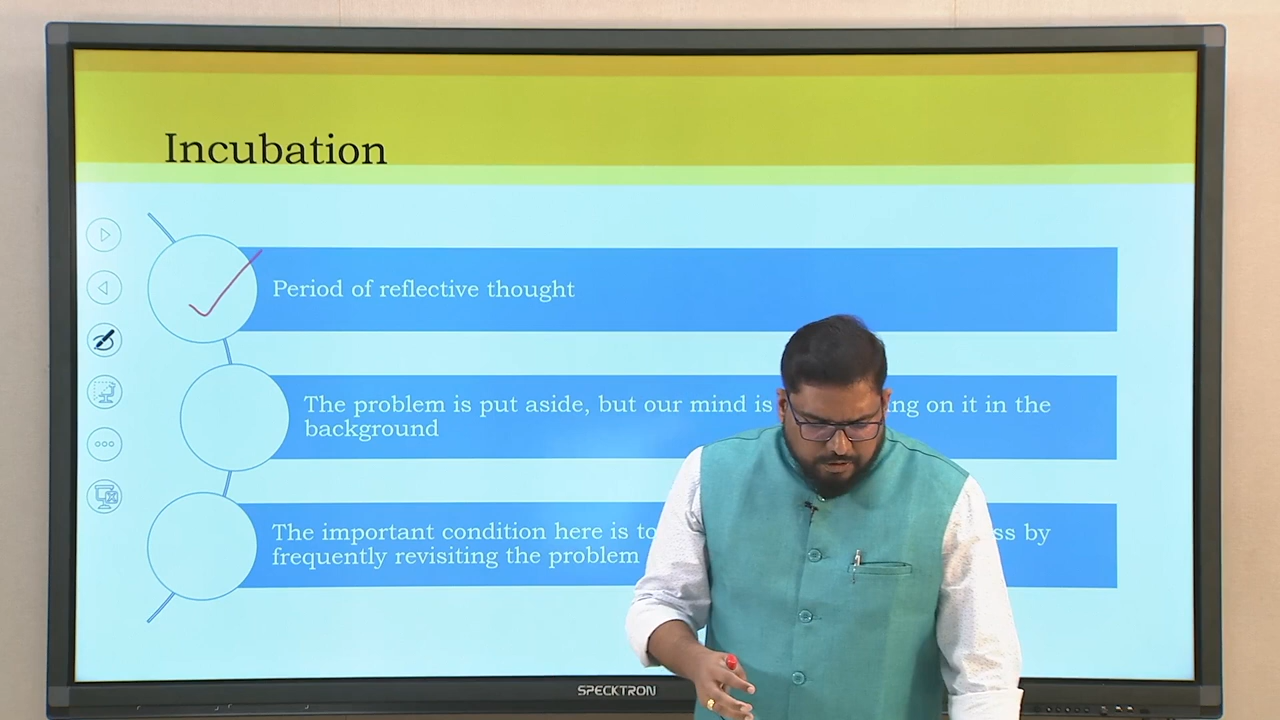 Incubation
Period of reflective thought
The problem is put aside, but our mind is ng on it in the
background
The important condition here is to ss by
frequently revisiting the problem
SPECKTRON